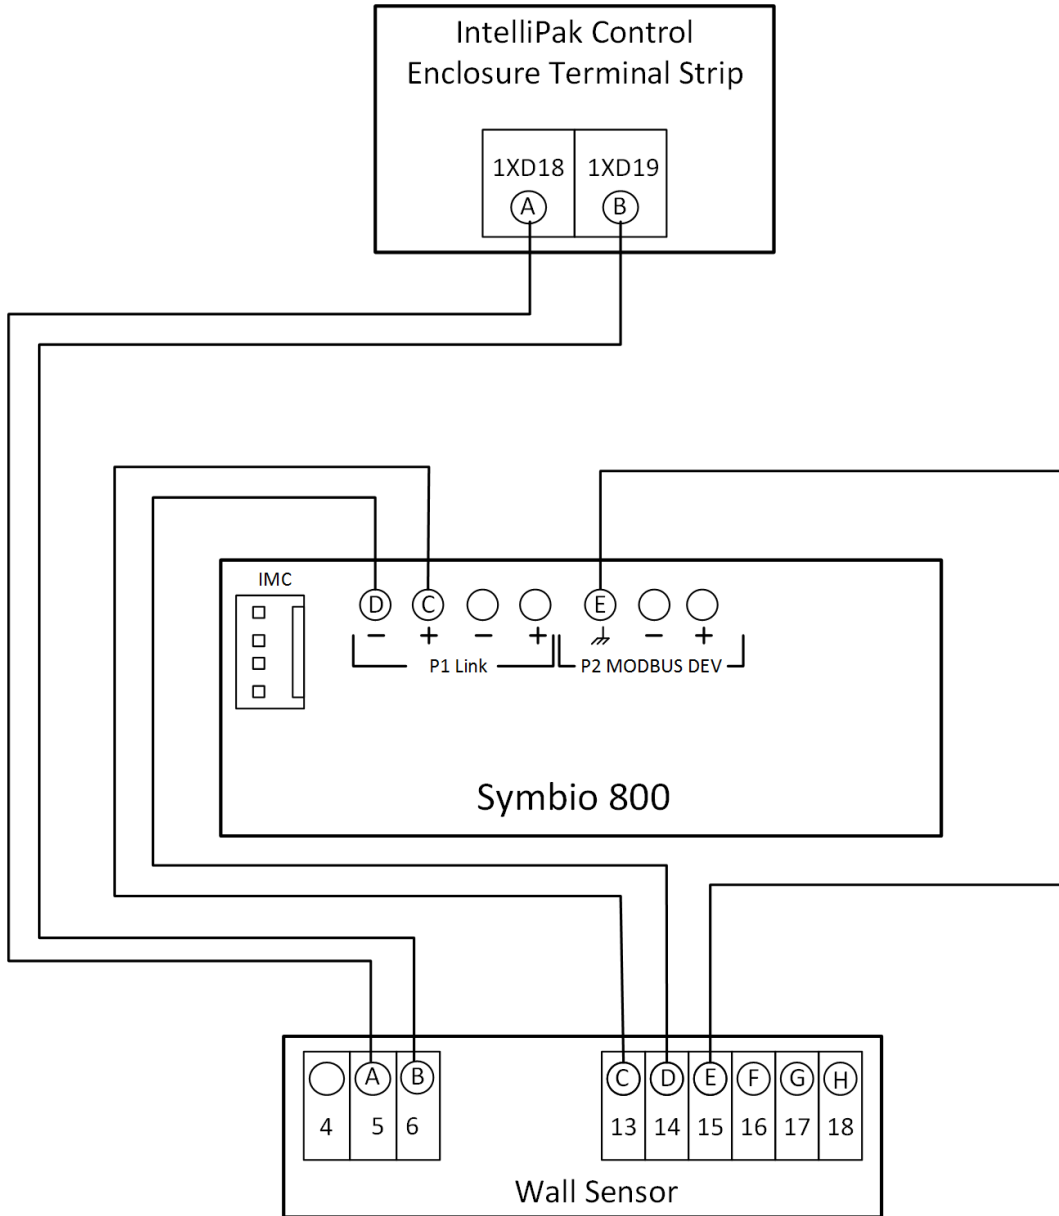 IntelliPak Control
Enclosure Terminal Strip
1XD18 1XD19
A B
IMC
D C E
− + − + − +
P1 Link P2 MODBUS DEV
Symbio 800
A B C D E F G H
4 5 6 13 14 15 16 17 18
Wall Sensor